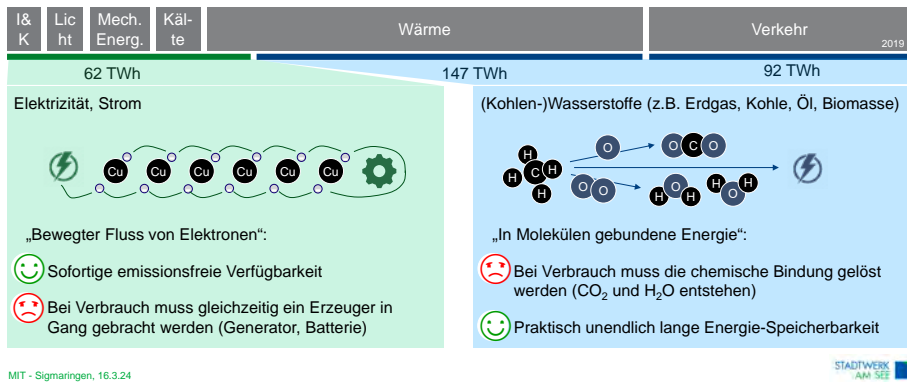 I&
K
Lic
ht
Mech.
Energ.
Käl-
te
Wärme
Verkehr
2019
62 TWh
147 TWh
92 TWh
Elektrizität, Strom
Cu Cu Cu Cu Cu Cu
„Bewegter Fluss von Elektronen“:
Sofortige emissionsfreie Verfügbarkeit
Bei Verbrauch muss gleichzeitig ein Erzeuger in
Gang gebracht werden (Generator, Batterie)
(Kohlen-)Wasserstoffe (z.B. Erdgas, Kohle, Öl, Biomasse)
H
H C H
H
O
O O
O C O
H O H
H O H
„In Molekülen gebundene Energie“:
Bei Verbrauch muss die chemische Bindung gelöst
werden (CO₂ und H₂O entstehen)
Praktisch unendlich lange Energie-Speicherbarkeit
MIT - Sigmaringen, 16.3.24
STADTWERK
AM SEE